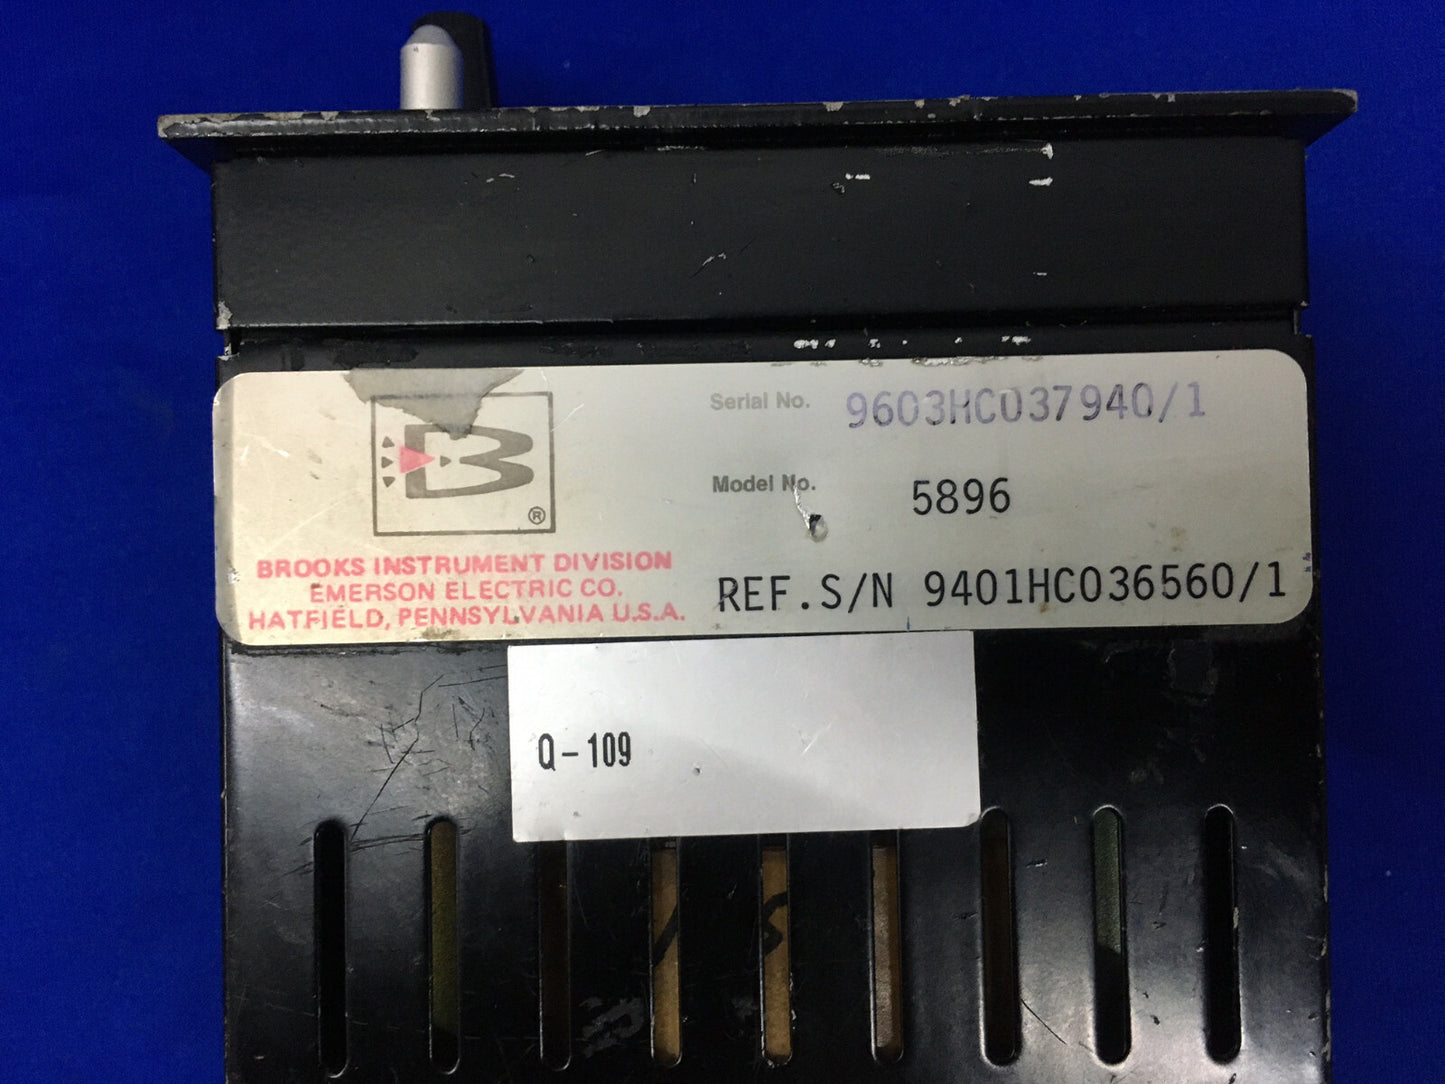 B
®
BROOKS INSTRUMENT DIVISION
EMERSON ELECTRIC CO.
HATFIELD, PENNSYLVANIA U.S.A.
Serial No. 9603HC037940/1
Model No. 5896
REF.S/N 9401HC036560/1
Q-109